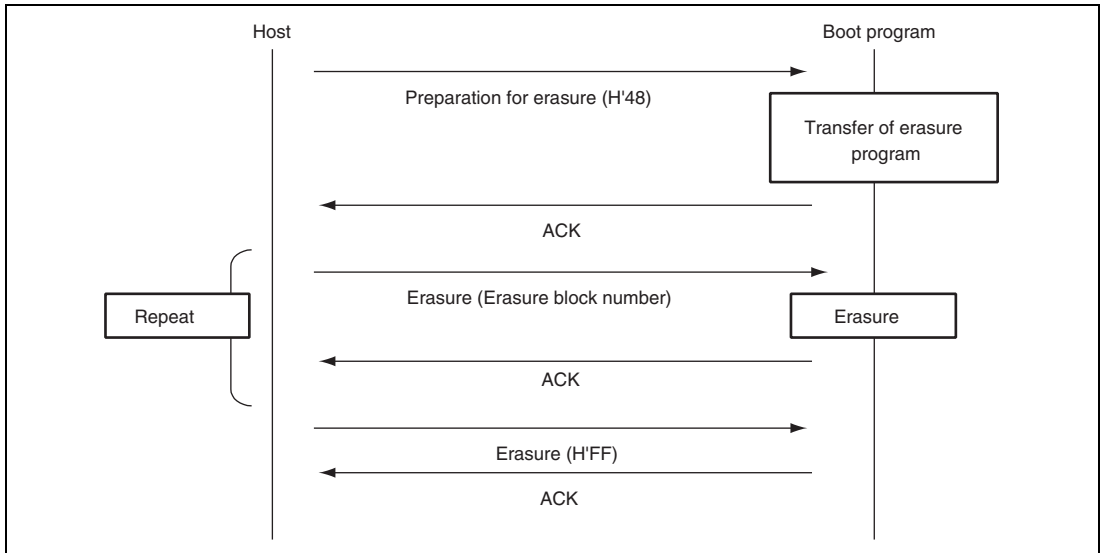 Host
Boot program
Preparation for erasure (H'48)
Transfer of erasure
program
ACK
Erasure (Erasure block number)
Repeat
Erasure
ACK
Erasure (H'FF)
ACK